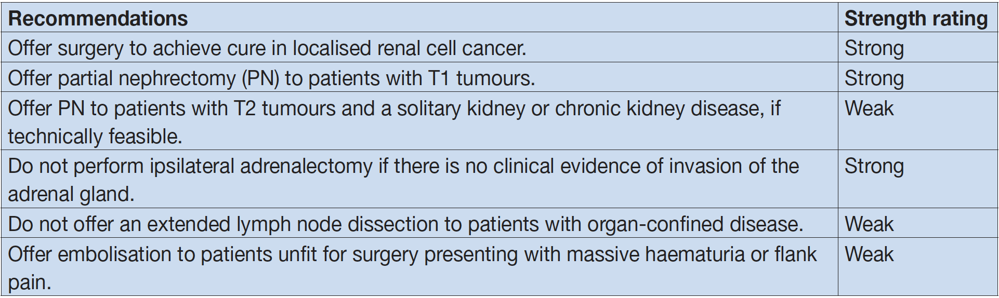 Recommendations Strength rating
Offer surgery to achieve cure in localised renal cell cancer. Strong
Offer partial nephrectomy (PN) to patients with T1 tumours. Strong
Offer PN to patients with T2 tumours and a solitary kidney or chronic kidney disease, if Weak
technically feasible.
Do not perform ipsilateral adrenalectomy if there is no clinical evidence of invasion of the Strong
adrenal gland.
Do not offer an extended lymph node dissection to patients with organ-confined disease. Weak
Offer embolisation to patients unfit for surgery presenting with massive haematuria or flank Weak
pain.